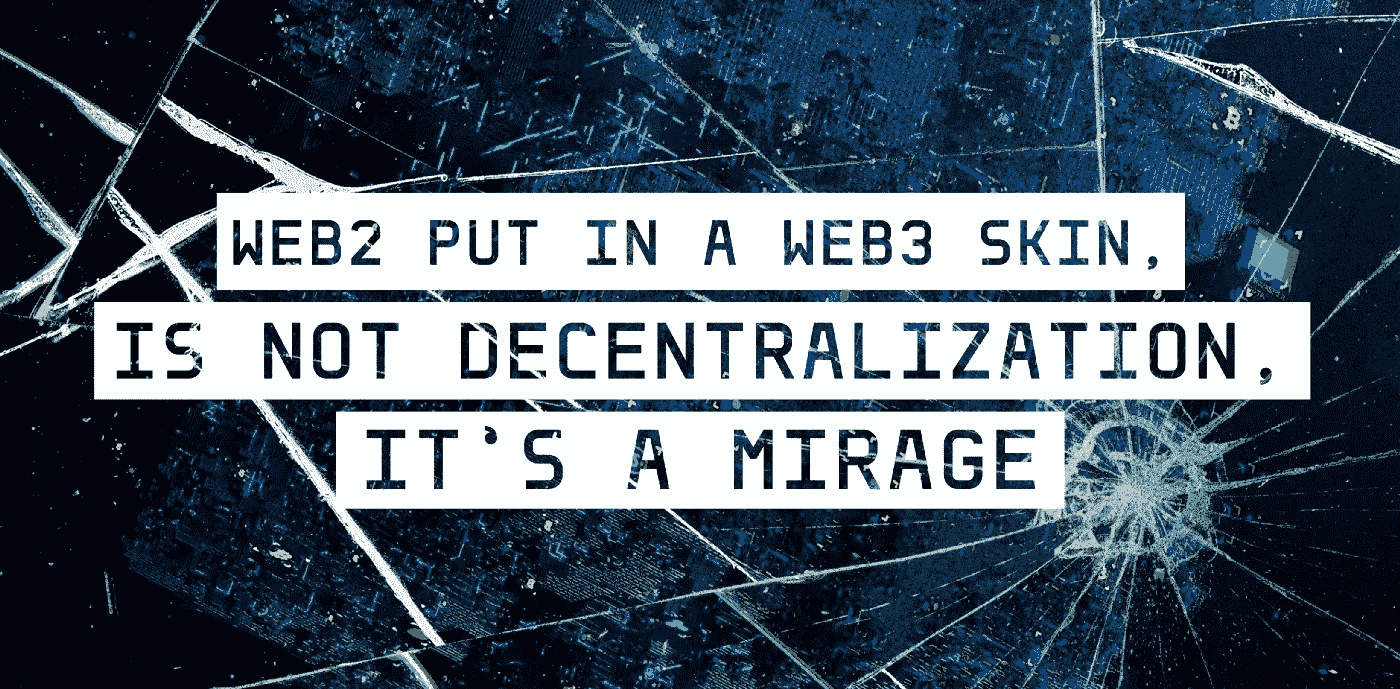 WEB2 PUT IN A WEB3 SKIN,
IS NOT DECENTRALIZATION,
IT'S A MIRAGE